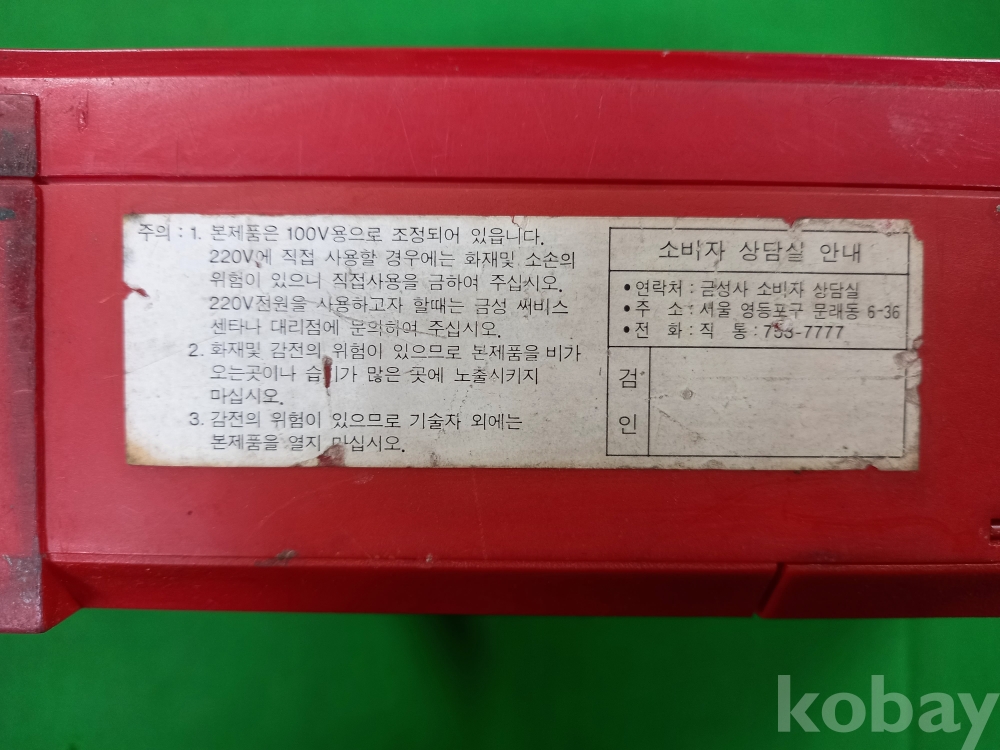 주의 : 1. 본제품은 100V용으로 조정되어 있읍니다.
220V에 직접 사용할 경우에는 화재및 소손의
위험이 있으니 직접사용을 금하여 주십시오.
220V전원을 사용하고자 할때는 금성 써비스
센타나 대리점에 문의하여 주십시오.
2. 화재및 감전의 위험이 있으므로 본제품을 비가
오는곳이나 습기가 많은 곳에 노출시키지
마십시오.
3. 감전의 위험이 있으므로 기술자 외에는
본제품을 열지 마십시오.
소비자 상담실 안내
• 연락처 : 금성사 소비자 상담실
• 주 소 : 서울 영등포구 문래동 6-36
• 전 화 : 직 통 : 753-7777
검
인
kobay